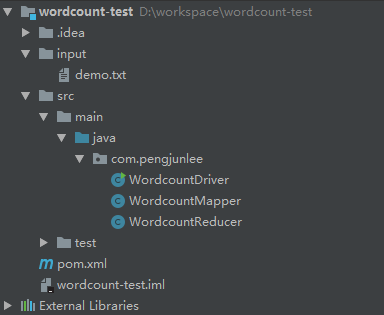 wordcount-test D:\workspace\wordcount-test
.idea
input
demo.txt
src
main
java
com.pengjunlee
WordcountDriver
WordcountMapper
WordcountReducer
test
pom.xml
wordcount-test.iml
External Libraries